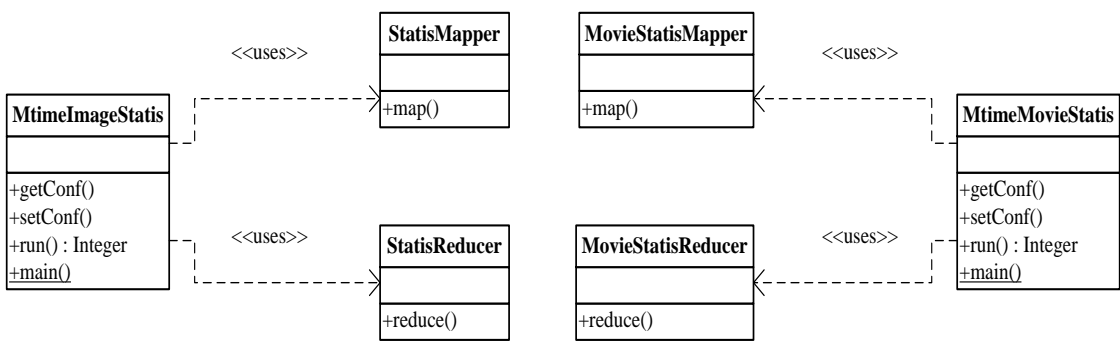 StatisMapper
+map()
MovieStatisMapper
+map()
<<uses>>
<<uses>>
MtimeImageStatis
+getConf()
+setConf()
+run() : Integer
+main()
MtimeMovieStatis
+getConf()
+setConf()
+run() : Integer
+main()
<<uses>>
<<uses>>
StatisReducer
+reduce()
MovieStatisReducer
+reduce()